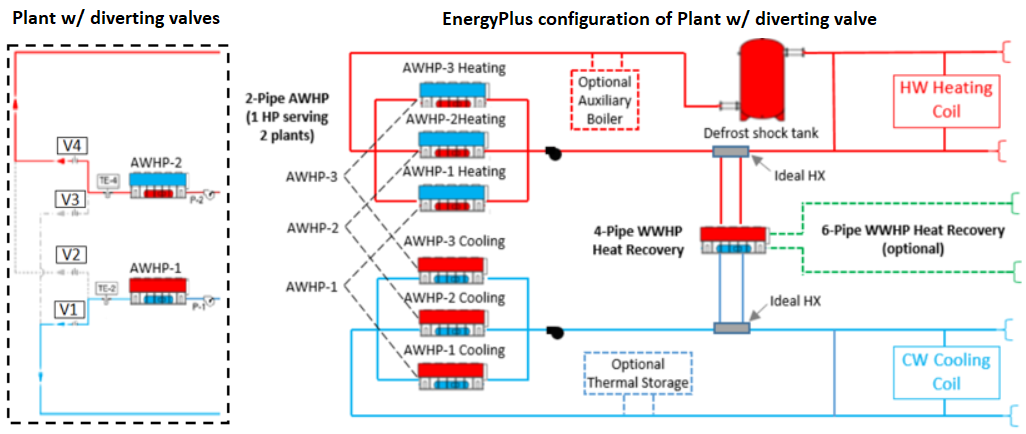 Plant w/ diverting valves
EnergyPlus configuration of Plant w/ diverting valve
V4
AWHP-2
TE-4
P-2
V3
V2
AWHP-1
TE-2
P-1
V1
2-Pipe AWHP
(1 HP serving
2 plants)
AWHP-3 Heating
AWHP-2Heating
AWHP-1 Heating
AWHP-3
AWHP-2
AWHP-1
AWHP-3 Cooling
AWHP-2 Cooling
AWHP-1 Cooling
Optional
Auxiliary
Boiler
Defrost shock tank
HW Heating
Coil
Ideal HX
4-Pipe WWHP
Heat Recovery
6-Pipe WWHP Heat Recovery
(optional)
Ideal HX
Optional
Thermal Storage
CW Cooling
Coil